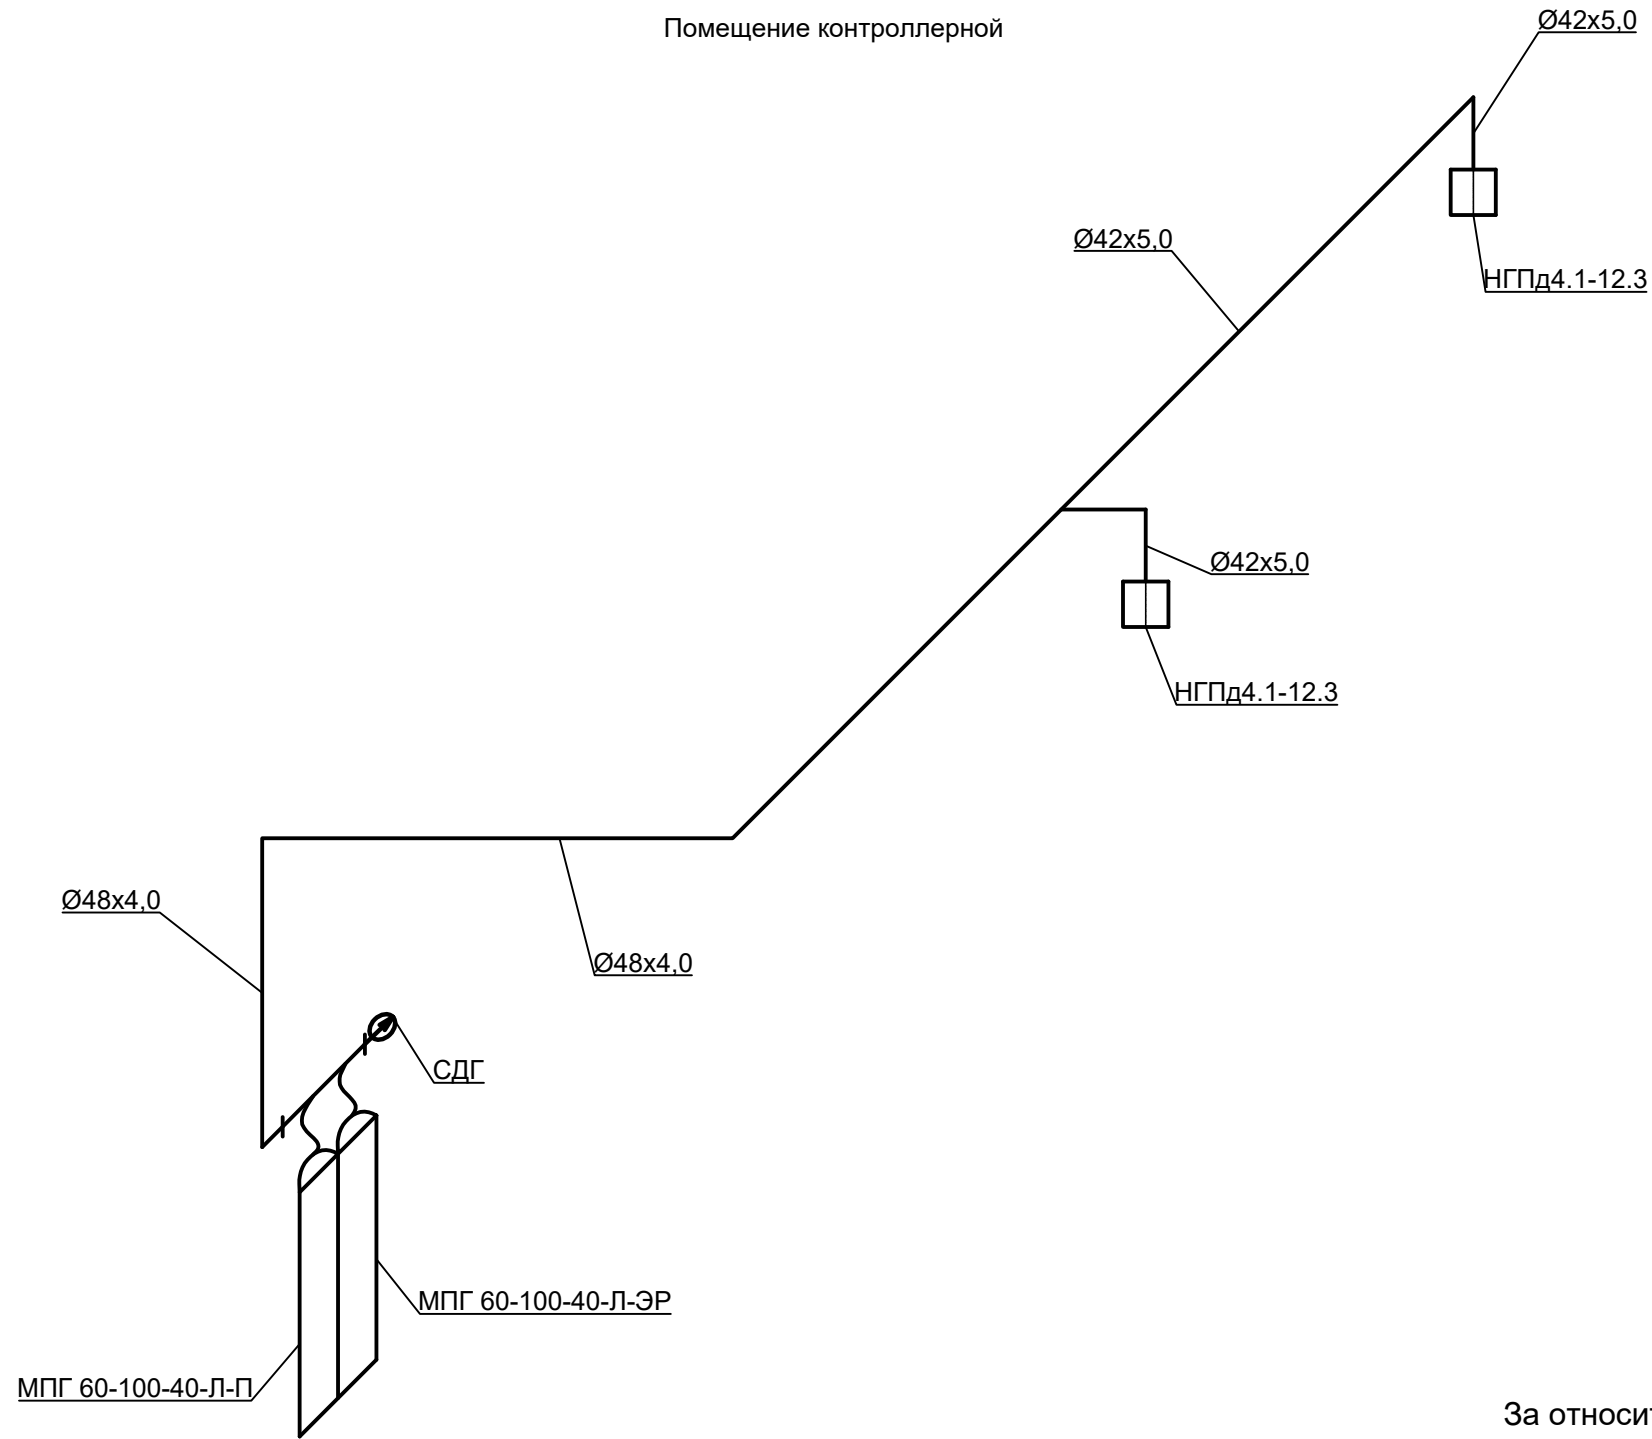 Помещение контроллерной
Ø42x5,0
Ø42x5,0
НГПд4.1-12.3
Ø42x5,0
НГПд4.1-12.3
Ø48x4,0
Ø48x4,0
СДГ
МПГ 60-100-40-Л-ЭР
МПГ 60-100-40-Л-П
За относит